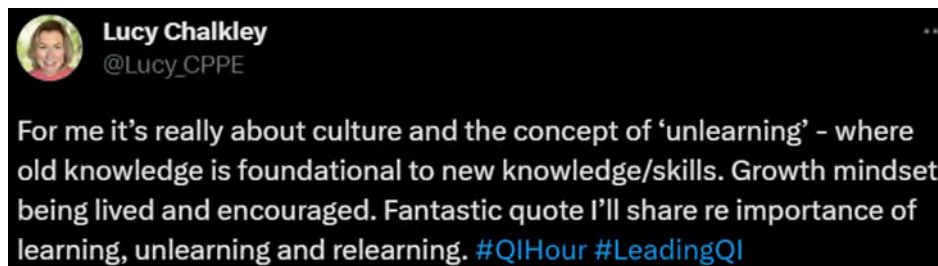 Lucy Chalkley
@Lucy_CPPE
For me it’s really about culture and the concept of ‘unlearning’ - where
old knowledge is foundational to new knowledge/skills. Growth mindset
being lived and encouraged. Fantastic quote I’ll share re importance of
learning, unlearning and relearning. #QIHour #LeadingQI